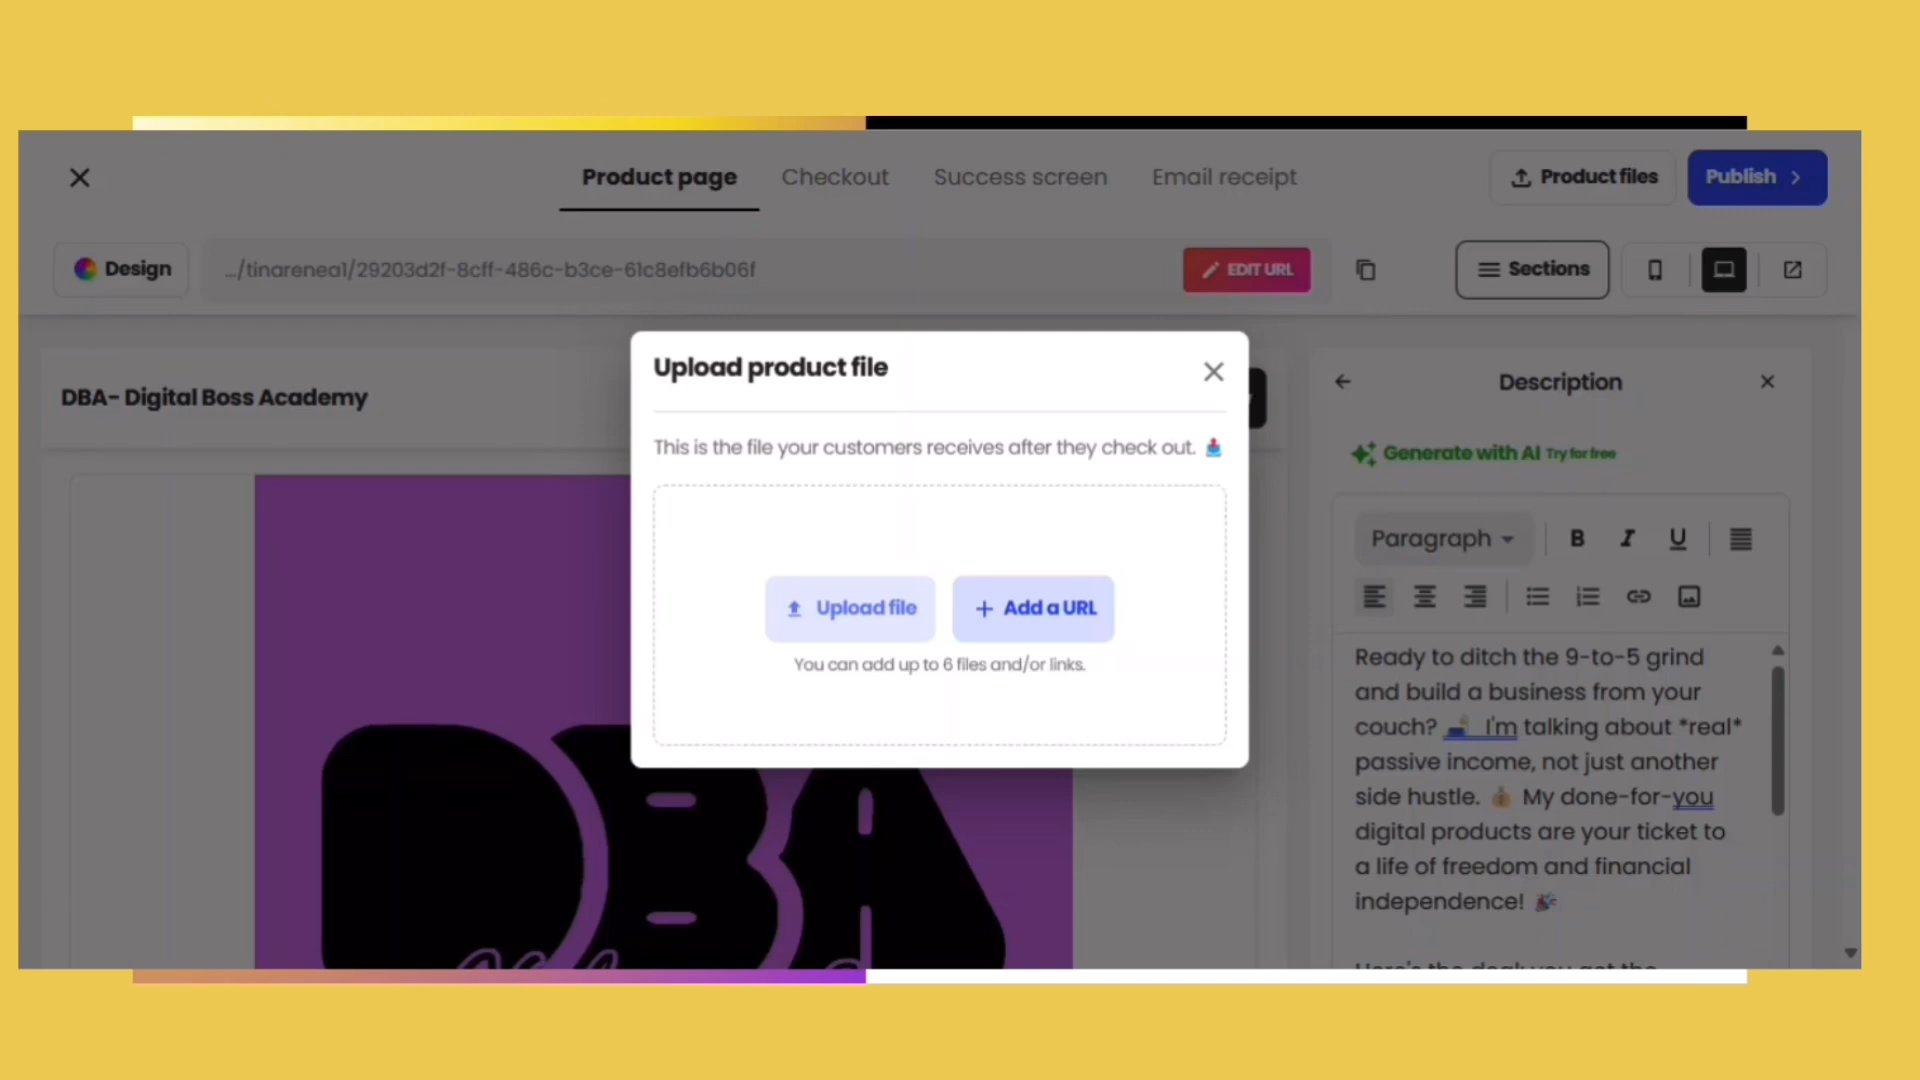 Product page
Checkout
Success screen
Email receipt
Product files
Publish
Design
.../tinarenea1/29203d2f-8cff-486c-b3ce-61c8efb6b06f
EDIT URL
Sections
Upload product file
DBA- Digital Boss Academy
Description
This is the file your customers receives after they check out. 📤
Generate with AI Try for free
Paragraph
B I U
Upload file
Add a URL
You can add up to 6 files and/or links.
Ready to ditch the 9-to-5 grind
and build a business from your
couch? I'm talking about *real*
passive income, not just another
side hustle. 💰 My done-for-you
digital products are your ticket to
a life of freedom and financial
independence! 🎉
DBA